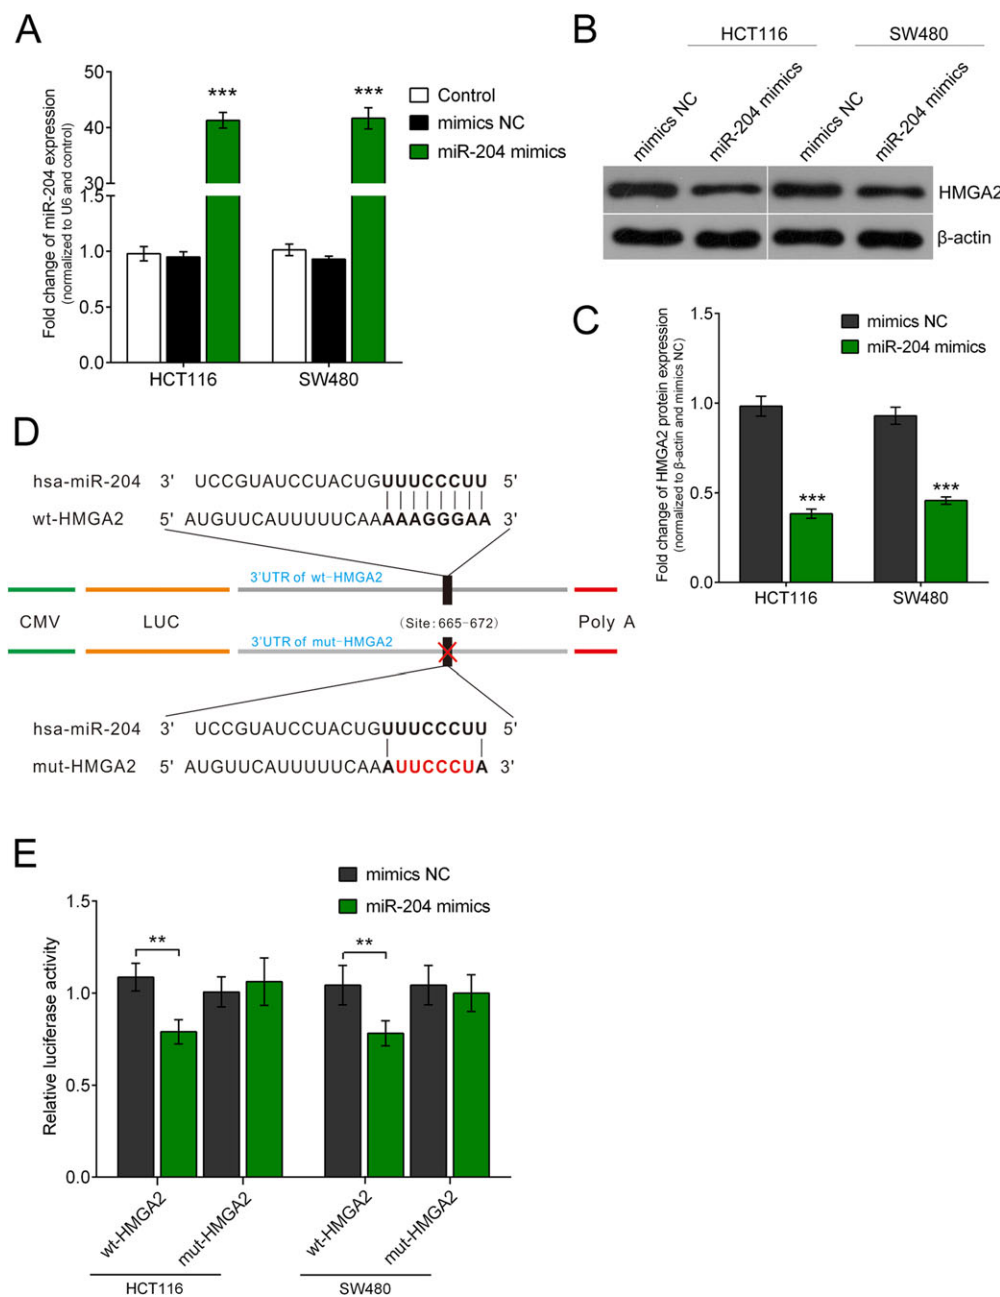 A
Fold change of miR-204 expression
(normalized to U6 and control)
50
40
30
1.5
1.0
0.5
0.0
***
***
Control
mimics NC
miR-204 mimics
HCT116
SW480
B
HCT116
SW480
mimics NC
miR-204 mimics
mimics NC
miR-204 mimics
HMGA2
β-actin
C
Fold change of HMGA2 protein expression
(normalized to β-actin and mimics NC)
1.5
1.0
0.5
0.0
mimics NC
miR-204 mimics
***
***
HCT116
SW480
D
hsa-miR-204 3' UCCGUAUCCUACUGUUUCCCUU 5'
wt-HMGA2 5' AUGUUCAUUUUUCAAAAAGGGAA 3'
3'UTR of wt-HMGA2
CMV LUC (Site:665-672) Poly A
3'UTR of mut-HMGA2
hsa-miR-204 3' UCCGUAUCCUACUGUUUCCCUU 5'
mut-HMGA2 5' AUGUUCAUUUUUCAAAUUCCCUA 3'
E
mimics NC
miR-204 mimics
Relative luciferase activity
1.5
1.0
0.5
0.0
**
**
wt-HMGA2
mut-HMGA2
wt-HMGA2
mut-HMGA2
HCT116
SW480